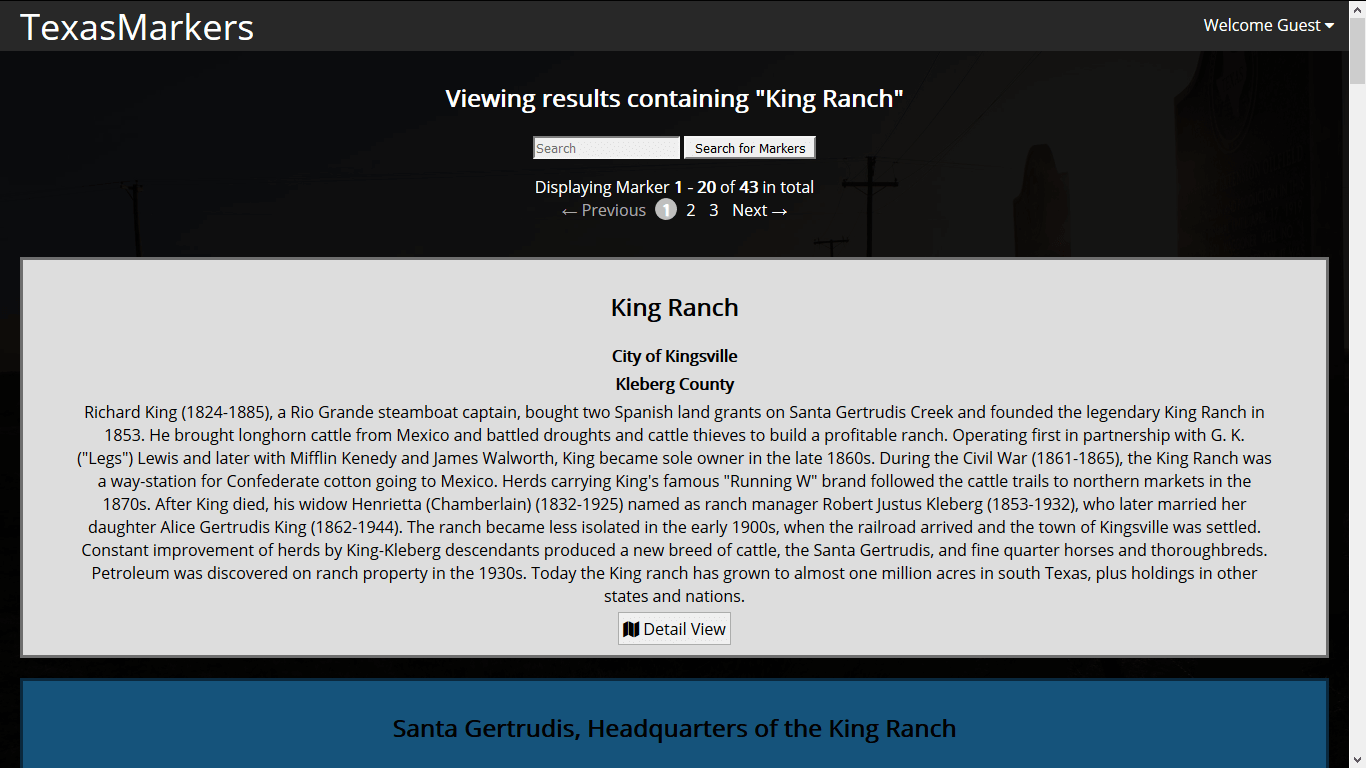 TexasMarkers
Welcome Guest
Viewing results containing "King Ranch"
Search
Search for Markers
Displaying Marker 1 - 20 of 43 in total
← Previous 1 2 3 Next →
King Ranch
City of Kingsville
Kleberg County
Richard King (1824-1885), a Rio Grande steamboat captain, bought two Spanish land grants on Santa Gertrudis Creek and founded the legendary King Ranch in
1853. He brought longhorn cattle from Mexico and battled droughts and cattle thieves to build a profitable ranch. Operating first in partnership with G. K.
("Legs") Lewis and later with Mifflin Kenedy and James Walworth, King became sole owner in the late 1860s. During the Civil War (1861-1865), the King Ranch was
a way-station for Confederate cotton going to Mexico. Herds carrying King's famous "Running W" brand followed the cattle trails to northern markets in the
1870s. After King died, his widow Henrietta (Chamberlain) (1832-1925) named as ranch manager Robert Justus Kleberg (1853-1932), who later married her
daughter Alice Gertrudis King (1862-1944). The ranch became less isolated in the early 1900s, when the railroad arrived and the town of Kingsville was settled.
Constant improvement of herds by King-Kleberg descendants produced a new breed of cattle, the Santa Gertrudis, and fine quarter horses and thoroughbreds.
Petroleum was discovered on ranch property in the 1930s. Today the King ranch has grown to almost one million acres in south Texas, plus holdings in other
states and nations.
Detail View
Santa Gertrudis, Headquarters of the King Ranch